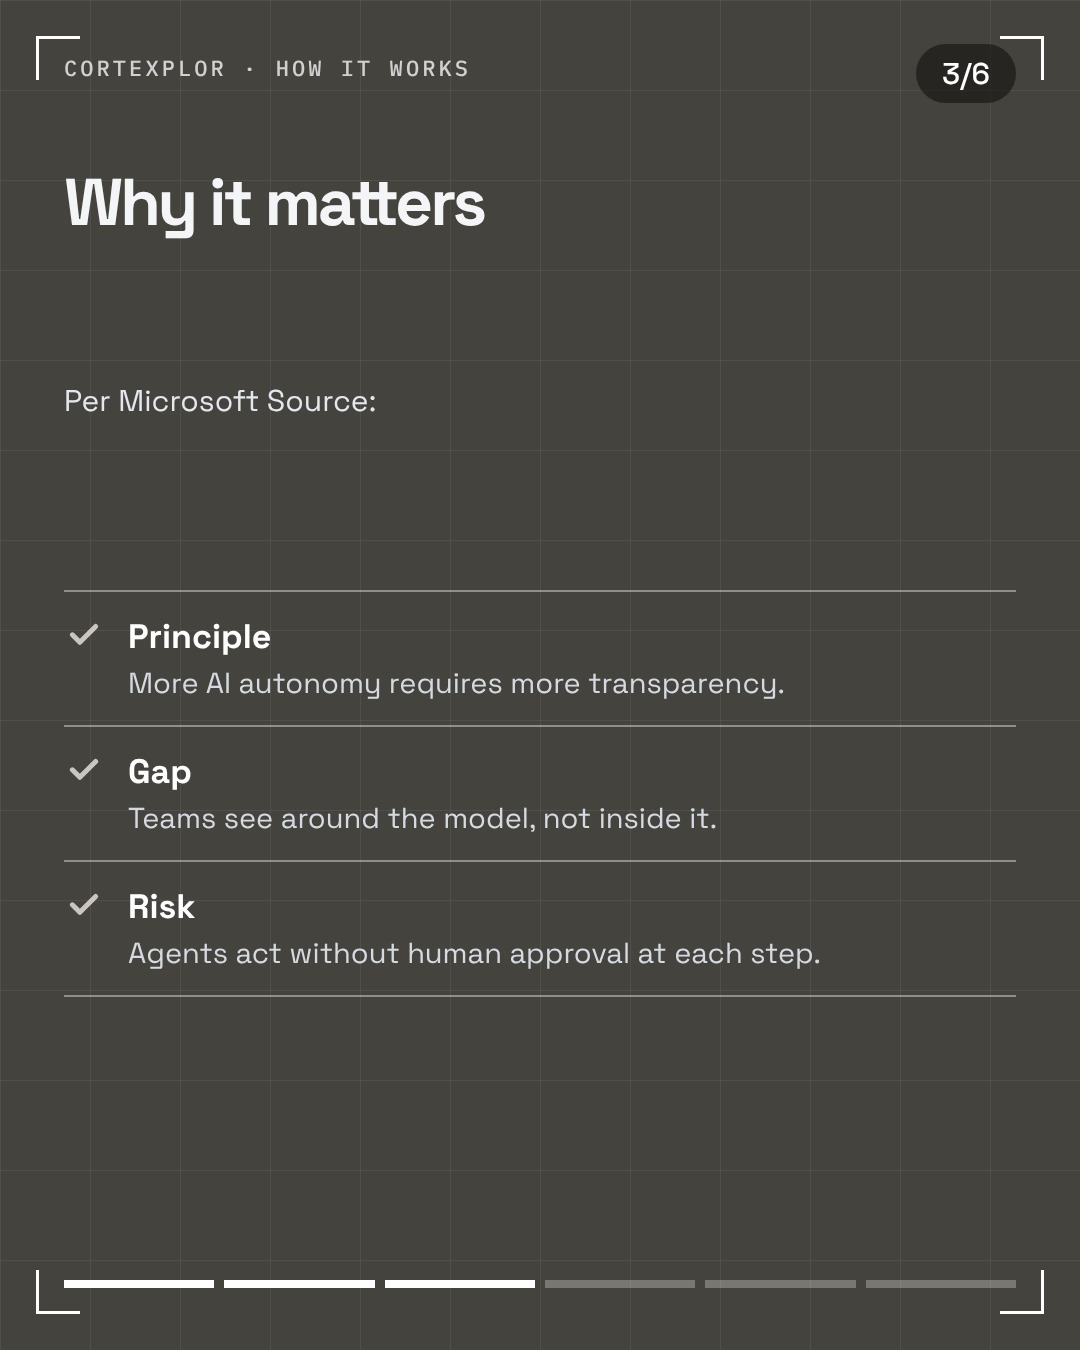 CORTEXPLOR · HOW IT WORKS
3/6
Why it matters
Per Microsoft Source:
Principle
More AI autonomy requires more transparency.
Gap
Teams see around the model, not inside it.
Risk
Agents act without human approval at each step.